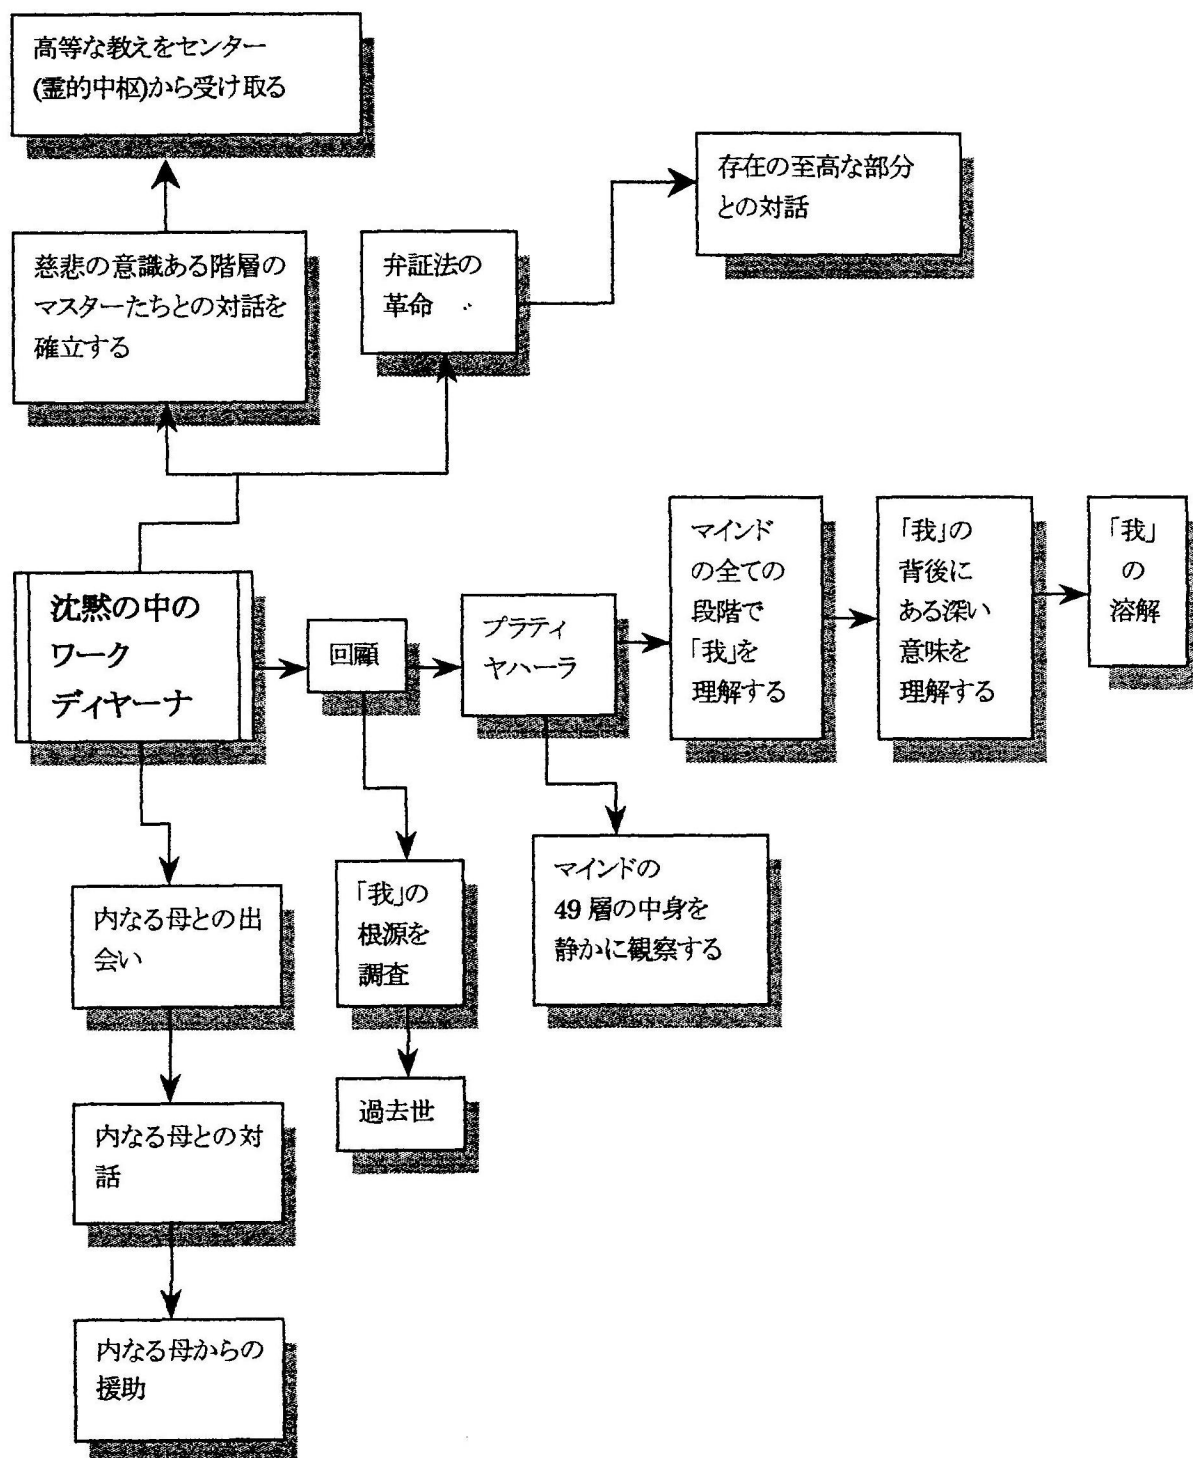 高等な教えをセンター
(霊的中枢)から受け取る
存在の至高な部分
との対話
慈悲の意識ある階層の
マスターたちとの対話を
確立する
弁証法の
革命
沈黙の中の
ワーク
ディヤーナ
回顧
プラティ
ヤハーラ
マインド
の全ての
段階で
「我」を
理解する
「我」の
背後に
ある深い
意味を
理解する
「我」
の
溶解
内なる母との出
会い
「我」の
根源を
調査
マインドの
49 層の中身を
静かに観察する
過去世
内なる母との対
話
内なる母からの
援助